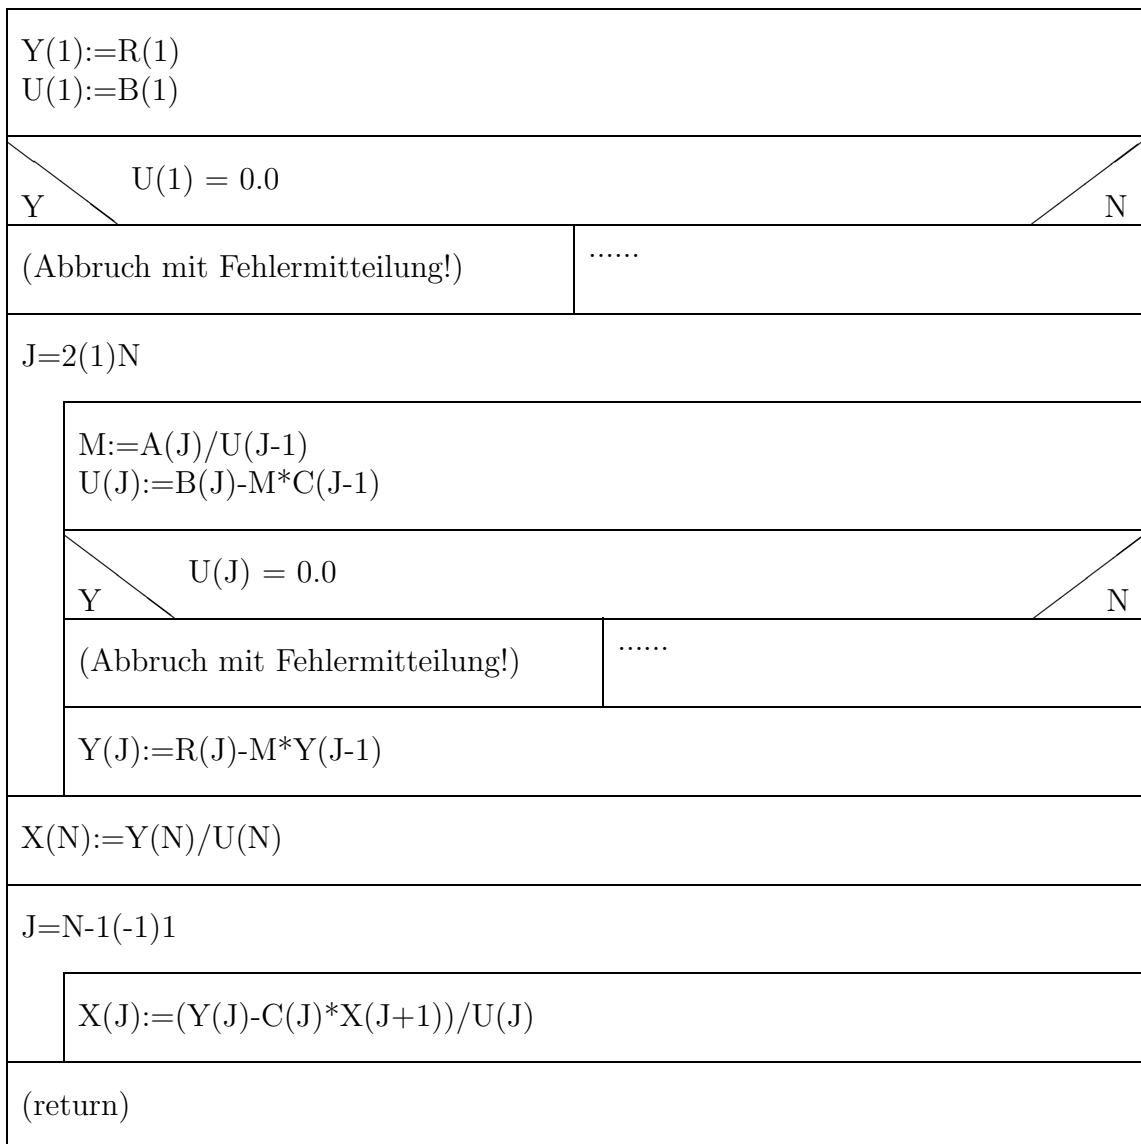 Y(1):=R(1)
U(1):=B(1)
U(1) = 0.0
Y
N
(Abbruch mit Fehlermitteilung!)
......
J=2(1)N
M:=A(J)/U(J-1)
U(J):=B(J)-M*C(J-1)
U(J) = 0.0
Y
N
(Abbruch mit Fehlermitteilung!)
......
Y(J):=R(J)-M*Y(J-1)
X(N):=Y(N)/U(N)
J=N-1(-1)1
X(J):=(Y(J)-C(J)*X(J+1))/U(J)
(return)